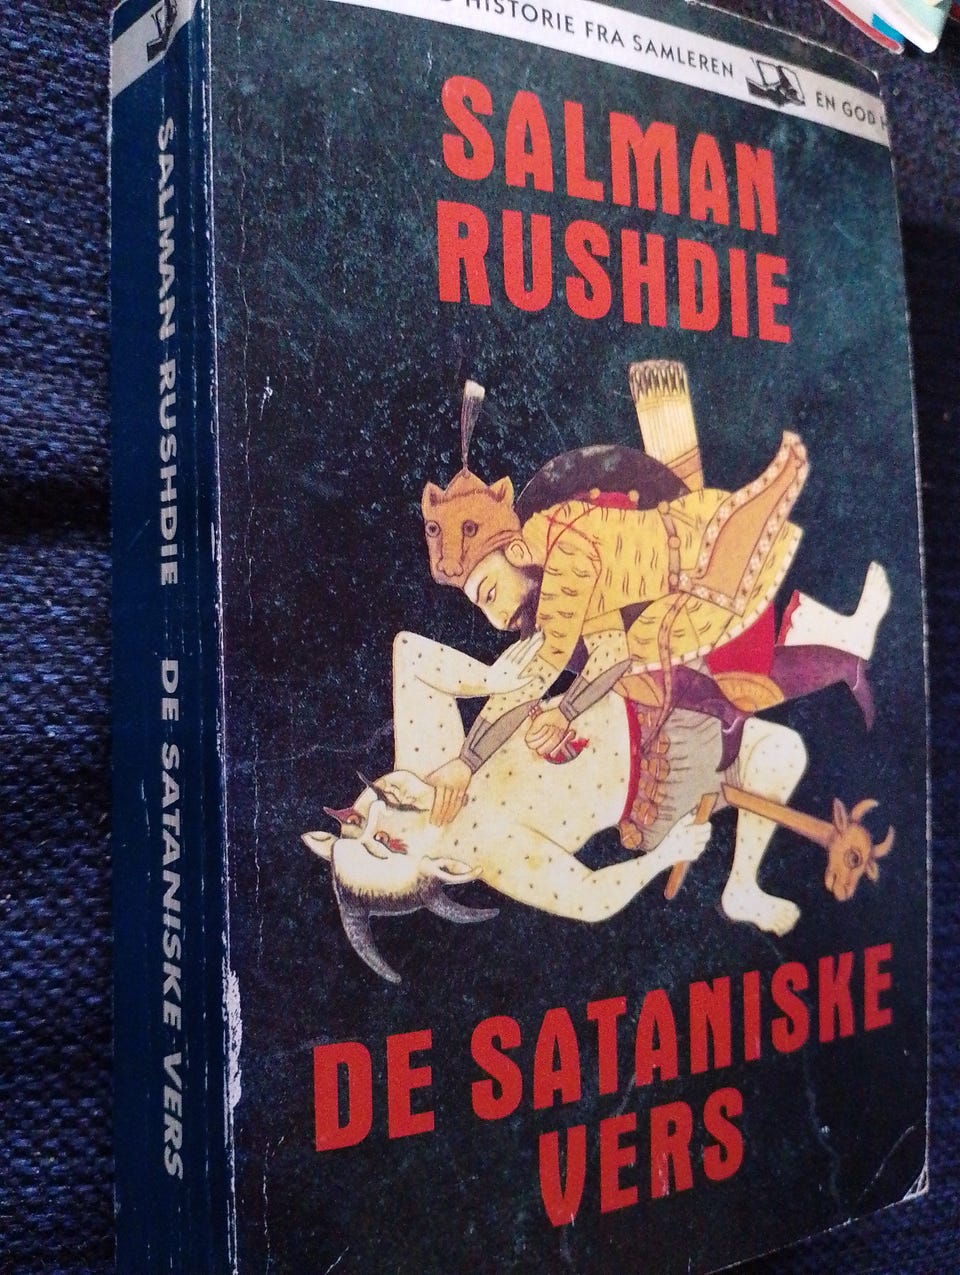 HISTORIE FRA SAMLEREN EN GOD
SALMAN
RUSHDIE
DE SATANISKE
VERS
SALMAN RUSHDIE DE SATANISKE VERS